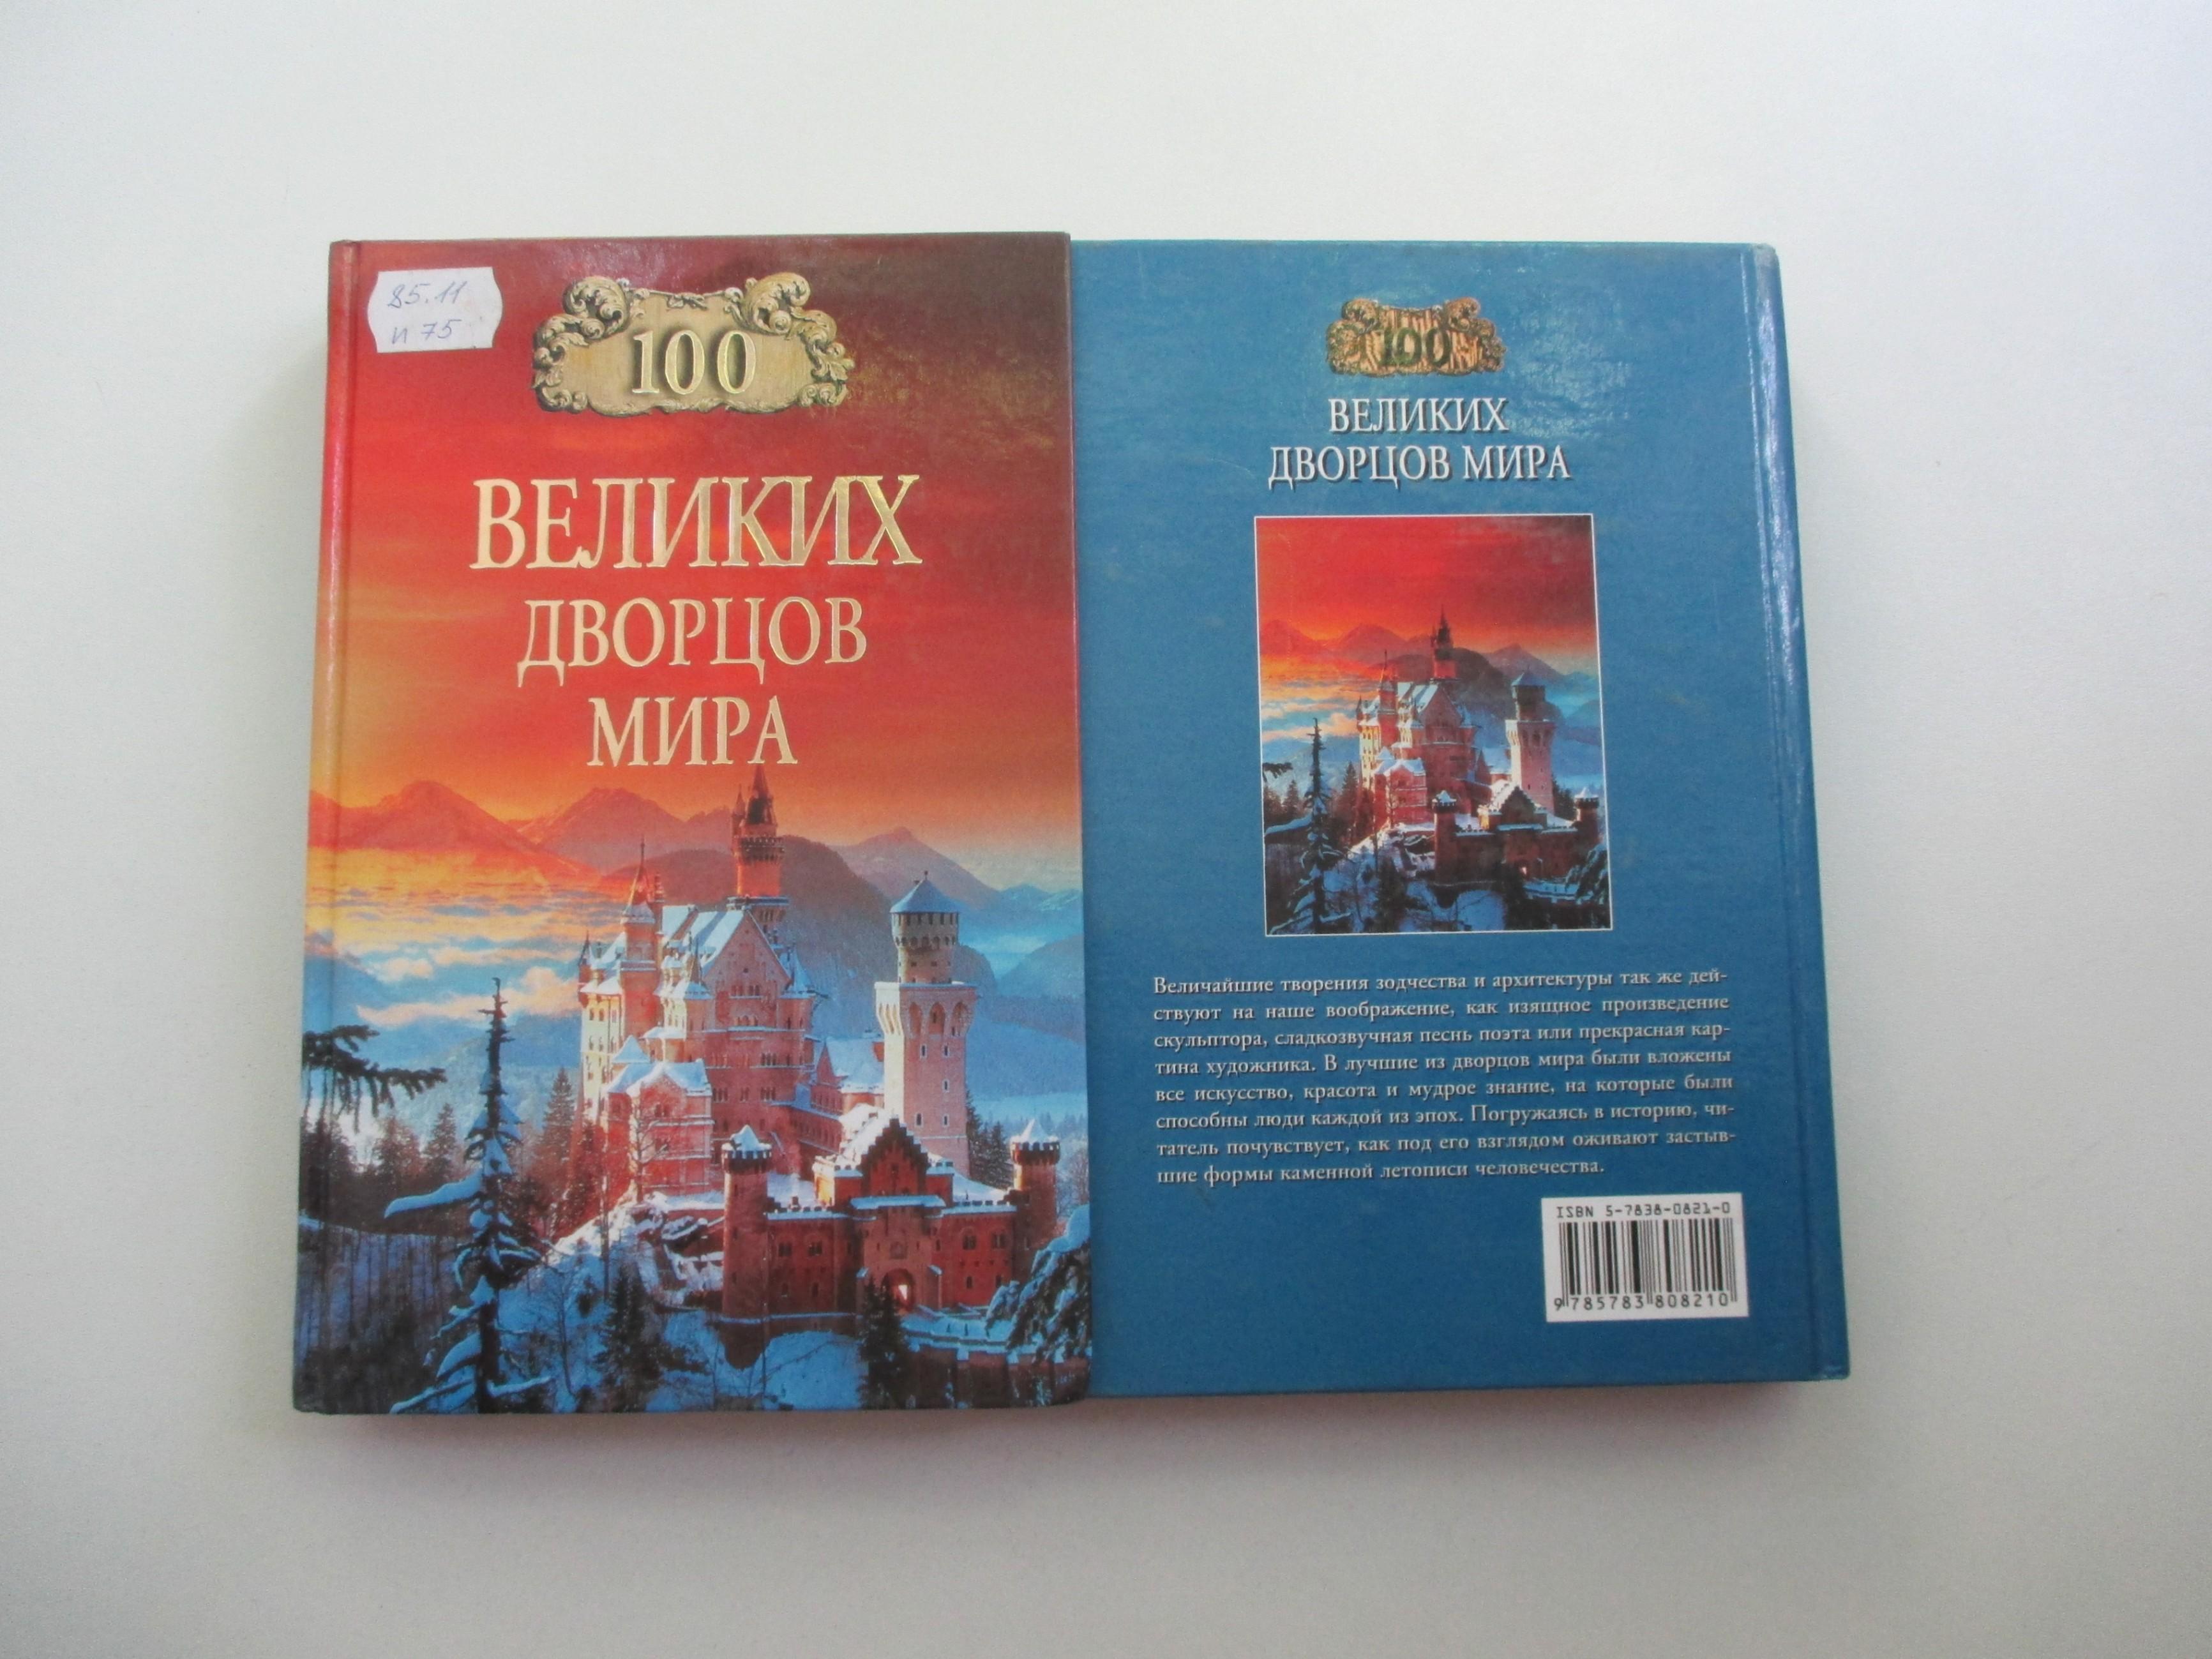 85.11
И 75
100
ВЕЛИКИХ
ДВОРЦОВ
МИРА
100
ВЕЛИКИХ
ДВОРЦОВ МИРА
Величайшие творения зодчества и архитектуры так же дей-
ствуют на наше воображение, как изящное произведение
скульптора, сладкозвучная песнь поэта или прекрасная кар-
тина художника. В лучшие из дворцов мира были вложены
все искусство, красота и мудрое знание, на которые были
способны люди каждой из эпох. Погружаясь в историю, чи-
татель почувствует, как под его взглядом оживают застыв-
шие формы каменной летописи человечества.
ISBN 5-7838-0821-0
9 785783 808210